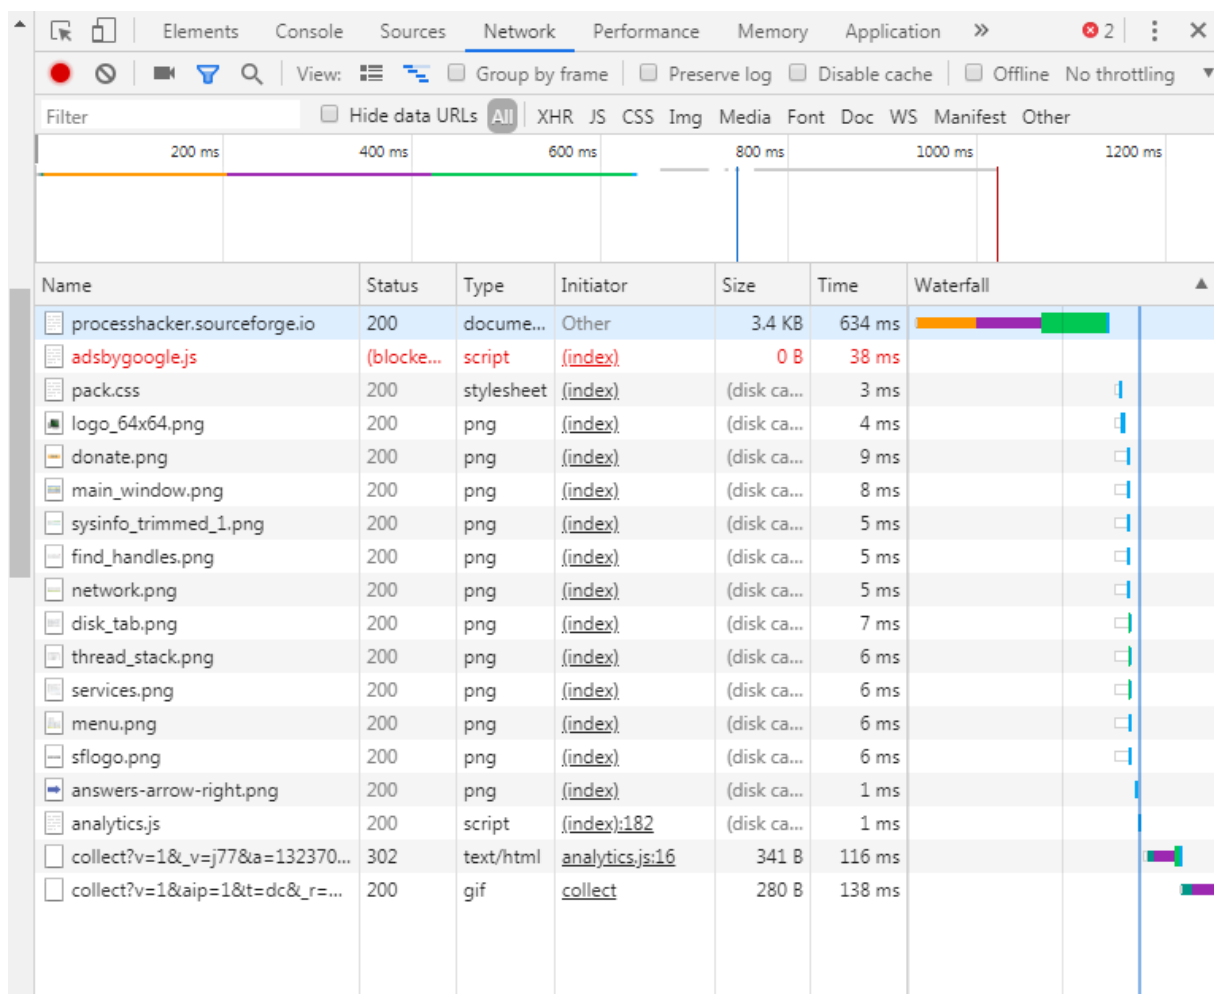 Elements Console Sources Network Performance Memory Application » 2
View: Group by frame Preserve log Disable cache Offline No throttling
Filter Hide data URLs All XHR JS CSS Img Media Font Doc WS Manifest Other
200 ms 400 ms 600 ms 800 ms 1000 ms 1200 ms
Name Status Type Initiator Size Time Waterfall
processhacker.sourceforge.io 200 docume... Other 3.4 KB 634 ms
adsbygoogle.js (blocke... script (index) 0 B 38 ms
pack.css 200 stylesheet (index) (disk ca... 3 ms
logo_64x64.png 200 png (index) (disk ca... 4 ms
donate.png 200 png (index) (disk ca... 9 ms
main_window.png 200 png (index) (disk ca... 8 ms
sysinfo_trimmed_1.png 200 png (index) (disk ca... 5 ms
find_handles.png 200 png (index) (disk ca... 5 ms
network.png 200 png (index) (disk ca... 5 ms
disk_tab.png 200 png (index) (disk ca... 7 ms
thread_stack.png 200 png (index) (disk ca... 6 ms
services.png 200 png (index) (disk ca... 6 ms
menu.png 200 png (index) (disk ca... 6 ms
sflogo.png 200 png (index) (disk ca... 6 ms
answers-arrow-right.png 200 png (index) (disk ca... 1 ms
analytics.js 200 script (index):182 (disk ca... 1 ms
collect?v=1&_v=j77&a=132370... 302 text/html analytics.js:16 341 B 116 ms
collect?v=1&aip=1&t=dc&_r=... 200 gif collect 280 B 138 ms